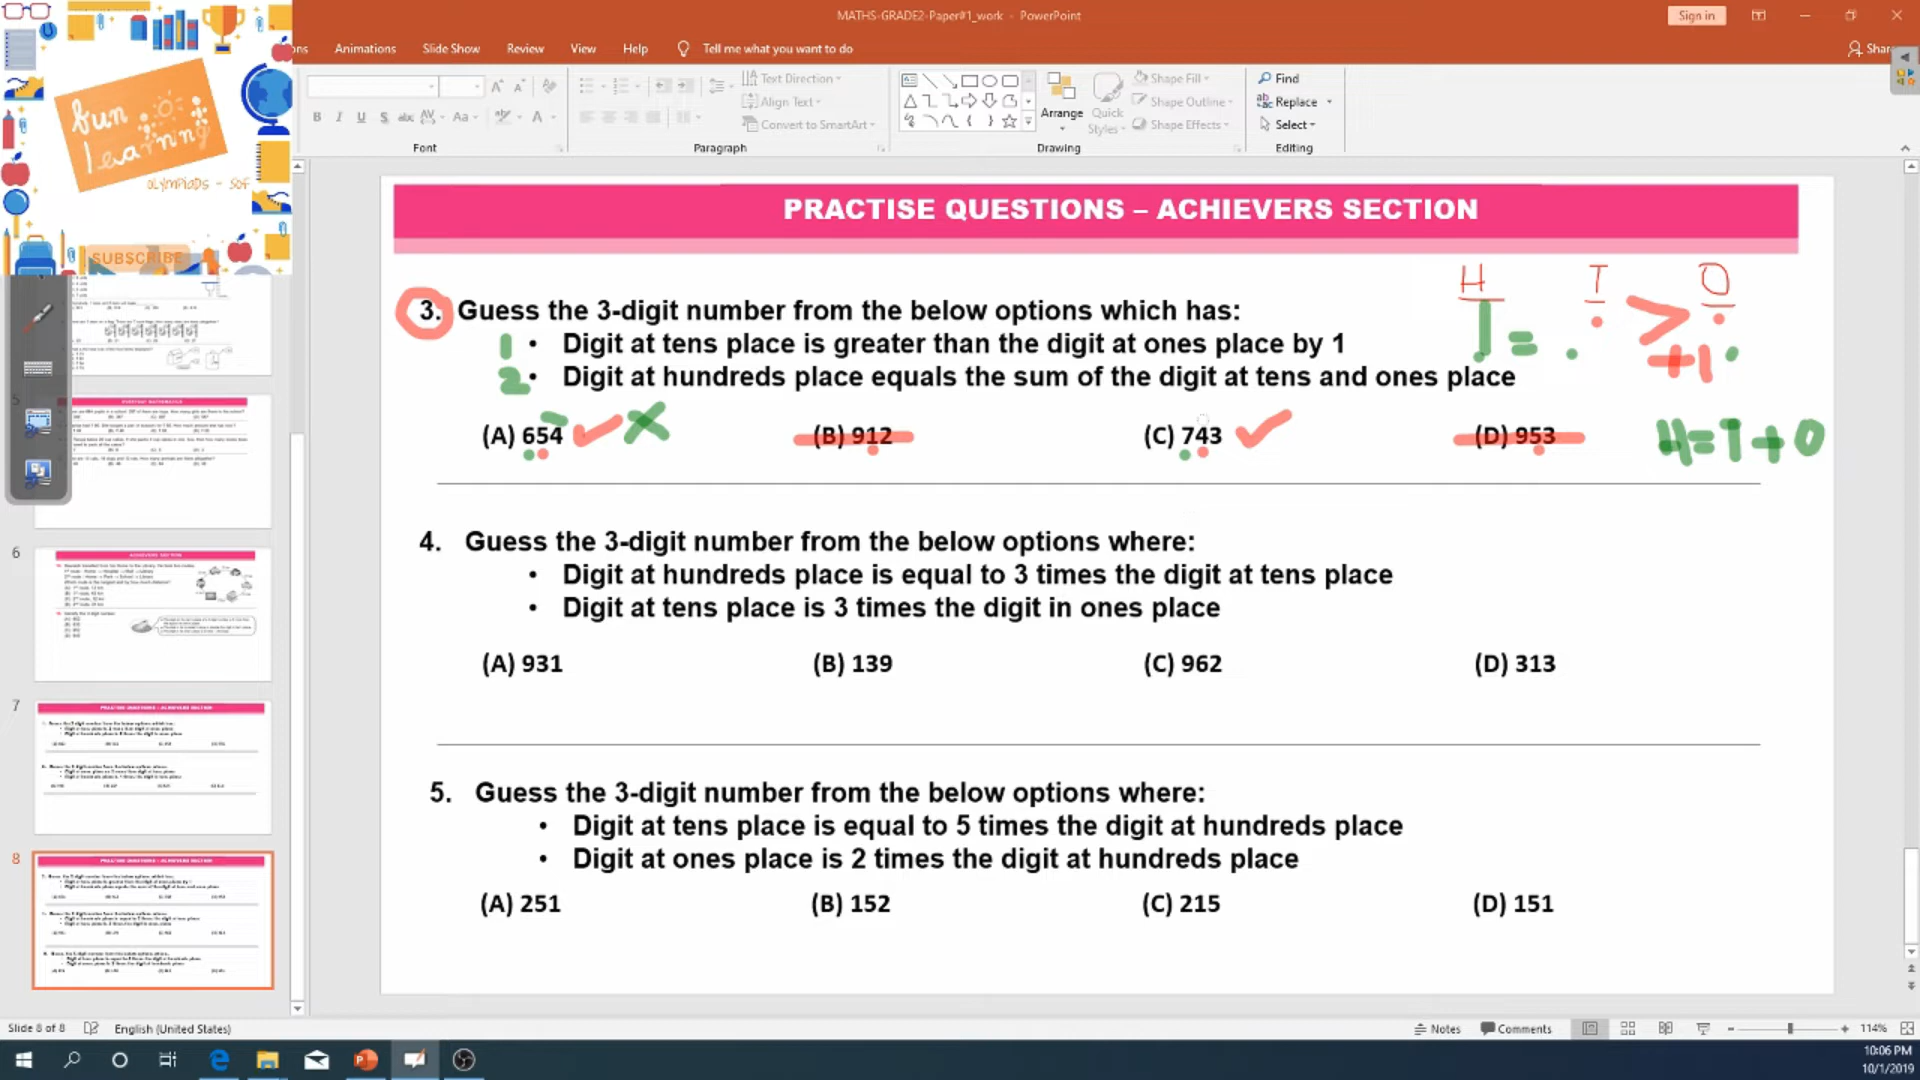 MATHS-GRADE2-Paper#1_work - PowerPoint
Sign in
ons Animations Slide Show Review View Help Tell me what you want to do
Shar
fun learning
OLYMPIADS - SOF
SUBSCRIBE
Text Direction
Align Text
Convert to SmartArt
Arrange
Quick Styles
Shape Fill
Shape Outline
Shape Effects
Find
Replace
Select
Font
Paragraph
Drawing
Editing
PRACTISE QUESTIONS – ACHIEVERS SECTION
H T O
3. Guess the 3-digit number from the below options which has:
1 • Digit at tens place is greater than the digit at ones place by 1
2 • Digit at hundreds place equals the sum of the digit at tens and ones place
= > +1
(A) 654 (B) 912 (C) 743 (D) 953
H=T+O
4. Guess the 3-digit number from the below options where:
• Digit at hundreds place is equal to 3 times the digit at tens place
• Digit at tens place is 3 times the digit in ones place
(A) 931 (B) 139 (C) 962 (D) 313
5. Guess the 3-digit number from the below options where:
• Digit at tens place is equal to 5 times the digit at hundreds place
• Digit at ones place is 2 times the digit at hundreds place
(A) 251 (B) 152 (C) 215 (D) 151
6
7
8
Slide 8 of 8 English (United States)
Notes Comments 114%
10:06 PM
10/1/2019